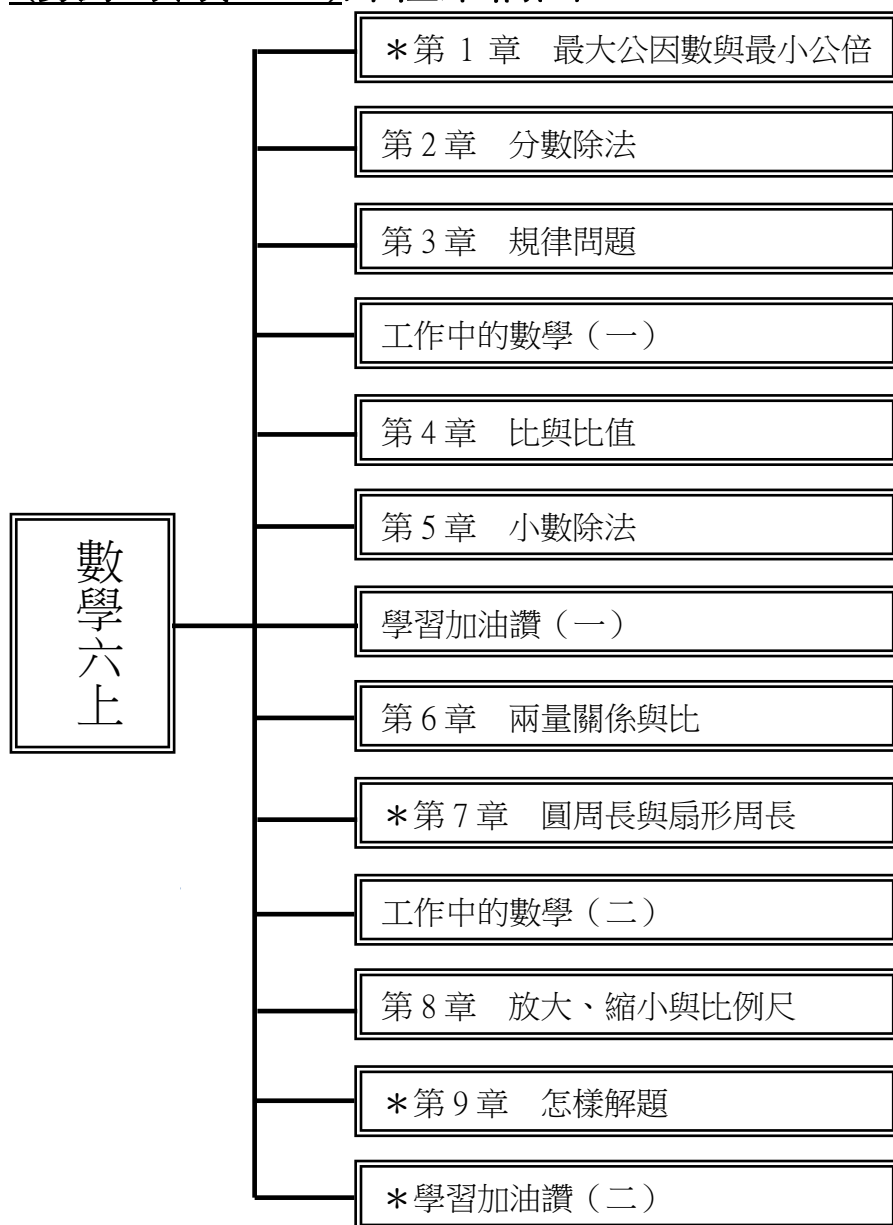 數學六上
＊第 1 章　最大公因數與最小公倍
第 2 章　分數除法
第 3 章　規律問題
工作中的數學（一）
第 4 章　比與比值
第 5 章　小數除法
學習加油讚（一）
第 6 章　兩量關係與比
＊第 7 章　圓周長與扇形周長
工作中的數學（二）
第 8 章　放大、縮小與比例尺
＊第 9 章　怎樣解題
＊學習加油讚（二）